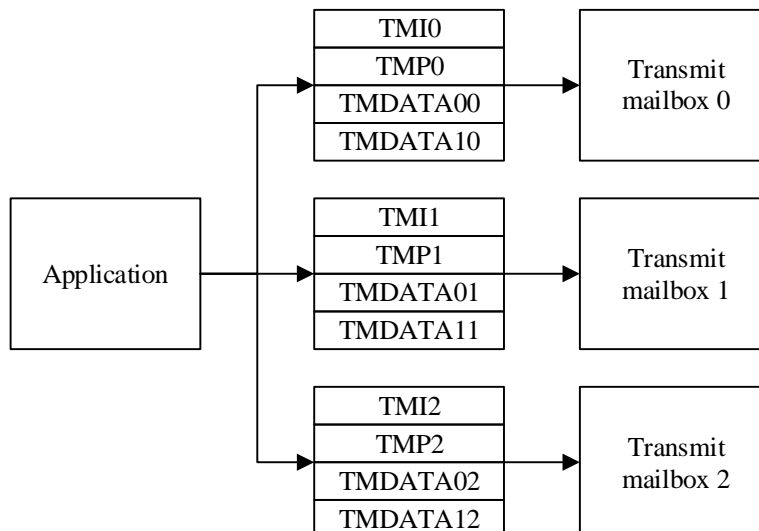 TMI0
TMP0
TMDATA00
TMDATA10
Transmit
mailbox 0
Application
TMI1
TMP1
TMDATA01
TMDATA11
Transmit
mailbox 1
TMI2
TMP2
TMDATA02
TMDATA12
Transmit
mailbox 2